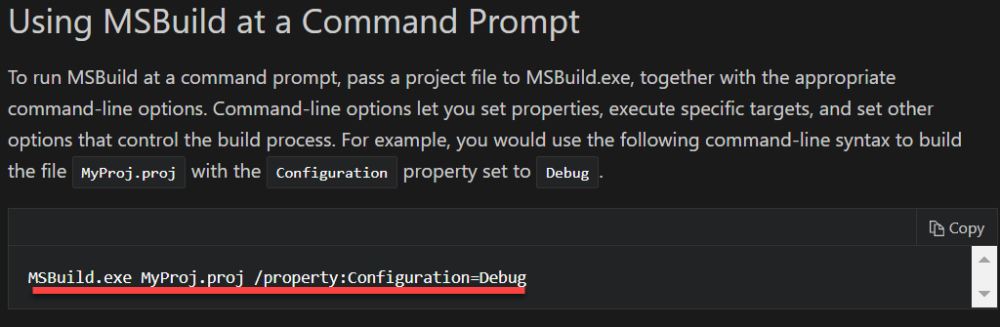 Using MSBuild at a Command Prompt
To run MSBuild at a command prompt, pass a project file to MSBuild.exe, together with the appropriate
command-line options. Command-line options let you set properties, execute specific targets, and set other
options that control the build process. For example, you would use the following command-line syntax to build
the file MyProj.proj with the Configuration property set to Debug.
Copy
MSBuild.exe MyProj.proj /property:Configuration=Debug